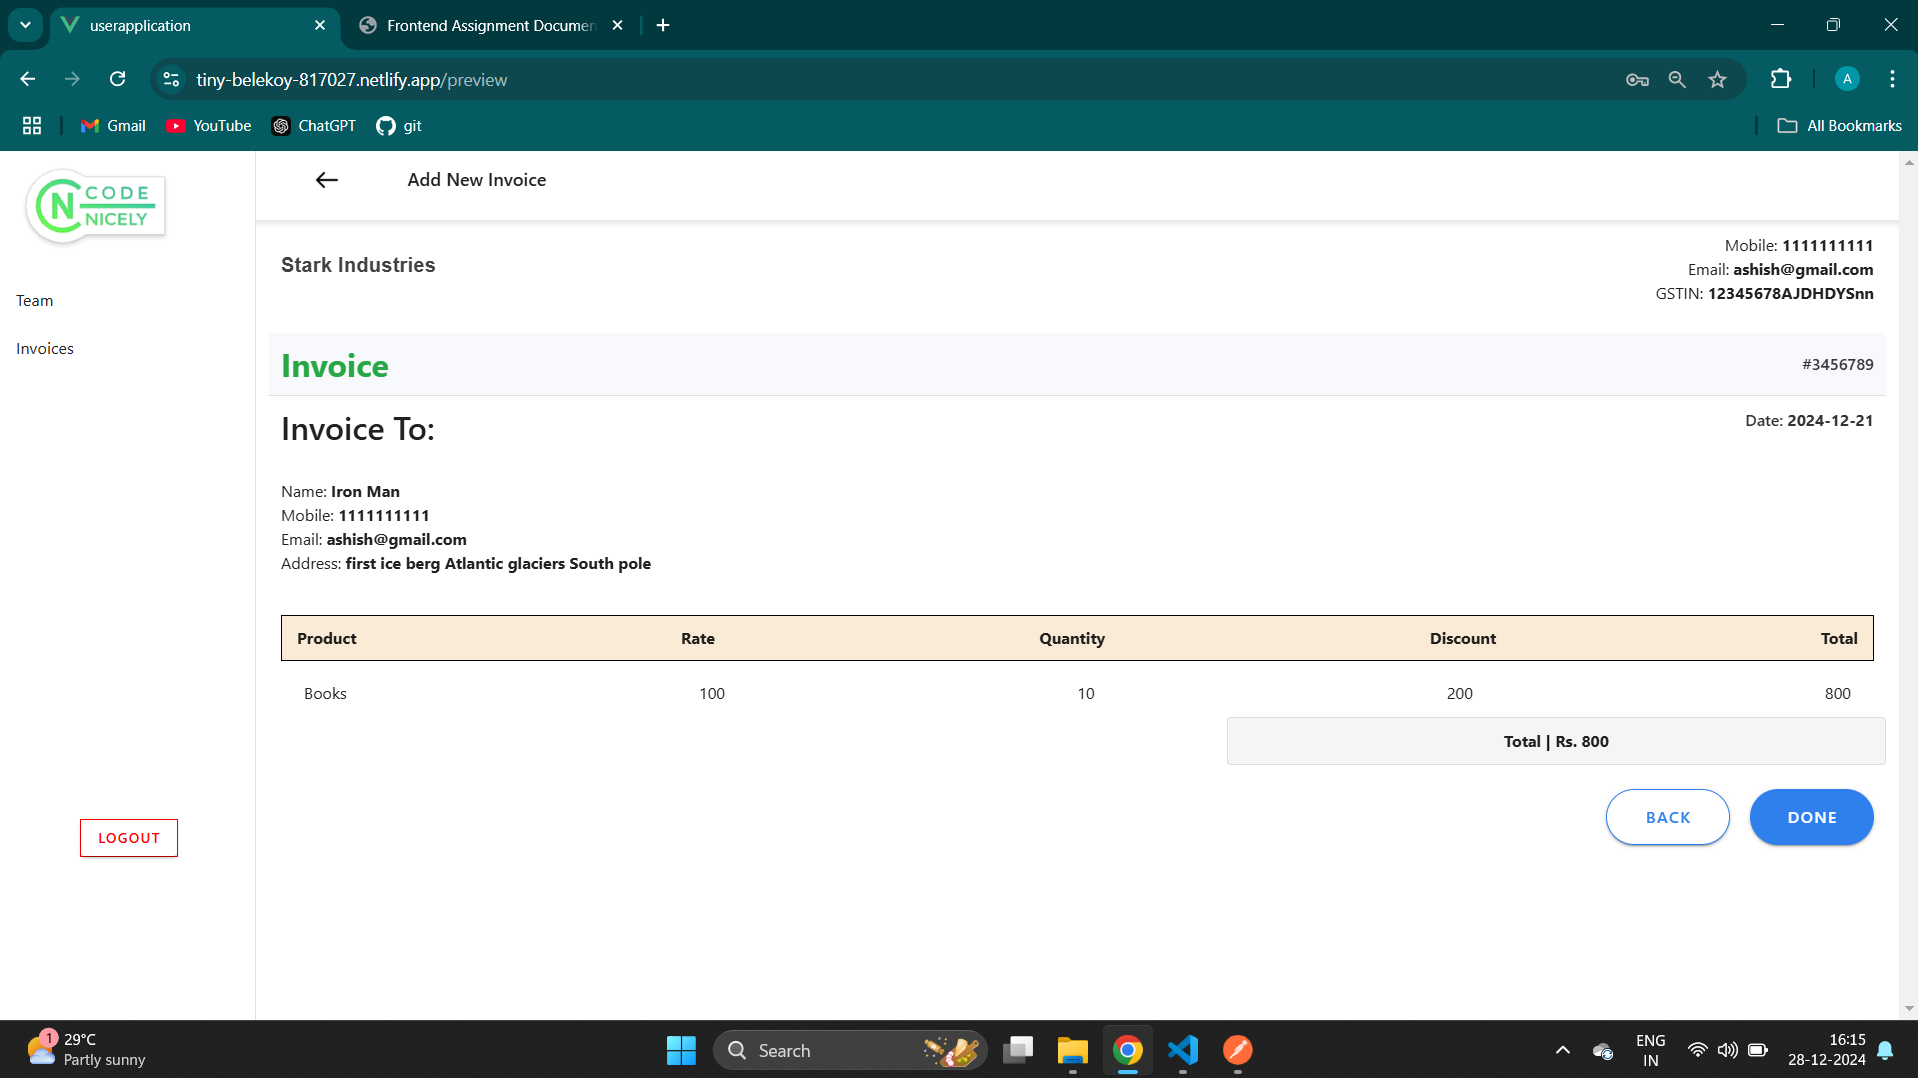 userapplication
Frontend Assignment Documen
tiny-belekoy-817027.netlify.app/preview
A
Gmail
YouTube
ChatGPT
git
All Bookmarks
N CODE NICELY
Add New Invoice
Team
Invoices
LOGOUT
Stark Industries
Mobile: 1111111111
Email: ashish@gmail.com
GSTIN: 12345678AJDHDYSnn
Invoice
#3456789
Invoice To:
Date: 2024-12-21
Name: Iron Man
Mobile: 1111111111
Email: ashish@gmail.com
Address: first ice berg Atlantic glaciers South pole
Product Rate Quantity Discount Total
Books 100 10 200 800
Total | Rs. 800
BACK
DONE
1
29°C
Partly sunny
Search
ENG
IN
16:15
28-12-2024